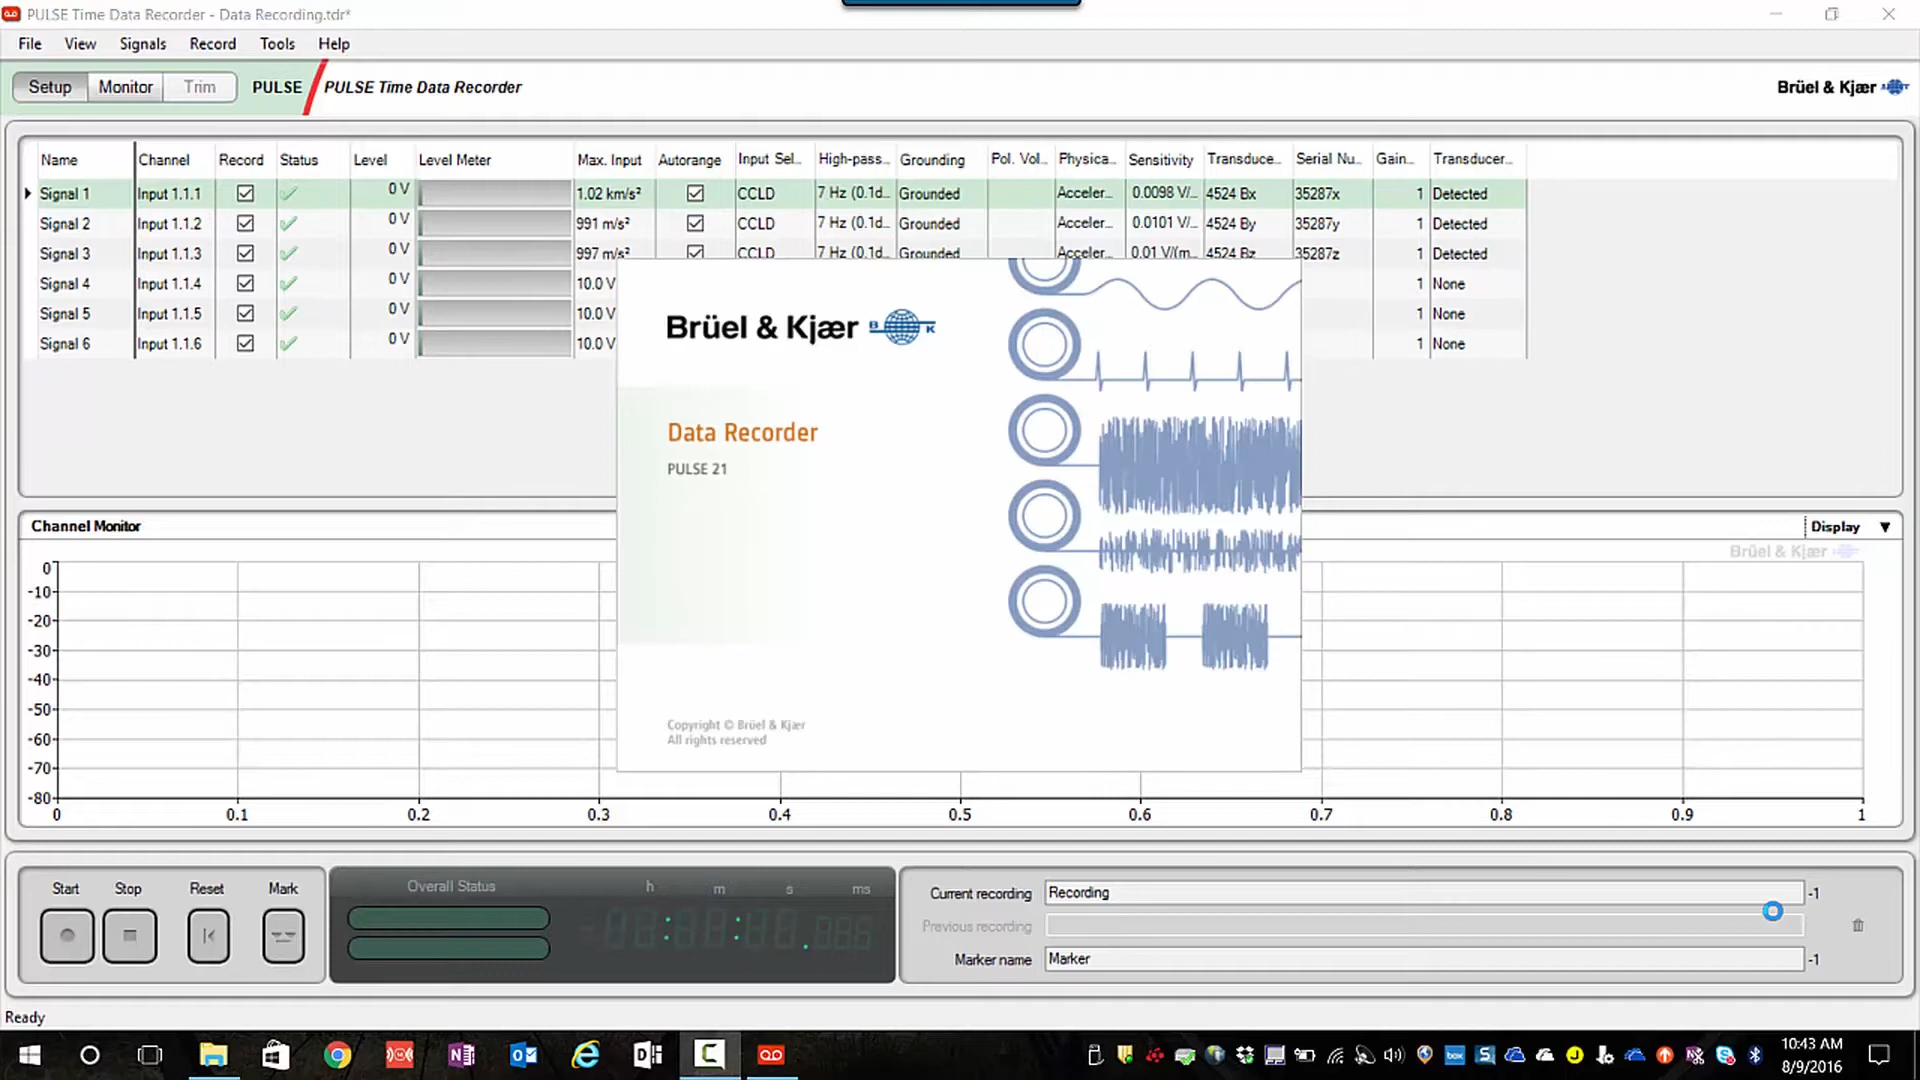 PULSE Time Data Recorder - Data Recording.tdr*
File View Signals Record Tools Help
Setup Monitor Trim PULSE PULSE Time Data Recorder Brüel & Kjær
Name Channel Record Status Level Level Meter Max. Input Autorange Input Sel... High-pass... Grounding Pol. Vol... Physica... Sensitivity Transduce... Serial Nu... Gain... Transducer...
Signal 1 Input 1.1.1 0 V 1.02 km/s² CCLD 7 Hz (0.1d... Grounded Acceler... 0.0098 V/... 4524 Bx 35287x 1 Detected
Signal 2 Input 1.1.2 0 V 991 m/s² CCLD 7 Hz (0.1d... Grounded Acceler... 0.0101 V/... 4524 By 35287y 1 Detected
Signal 3 Input 1.1.3 0 V 997 m/s² CCLD 7 Hz (0.1d... Grounded Acceler... 0.01 V/(m... 4524 Bz 35287z 1 Detected
Signal 4 Input 1.1.4 0 V 10.0 V 1 None
Signal 5 Input 1.1.5 0 V 10.0 V 1 None
Signal 6 Input 1.1.6 0 V 10.0 V 1 None
Brüel & Kjær B K
Data Recorder
PULSE 21
Copyright © Brüel & Kjær
All rights reserved
Channel Monitor Display
Brüel & Kjær
0
-10
-20
-30
-40
-50
-60
-70
-80
0 0.1 0.2 0.3 0.4 0.5 0.6 0.7 0.8 0.9 1
Start Stop Reset Mark
Overall Status h m s ms
Current recording Recording -1
Previous recording
Marker name Marker -1
Ready
10:43 AM
8/9/2016